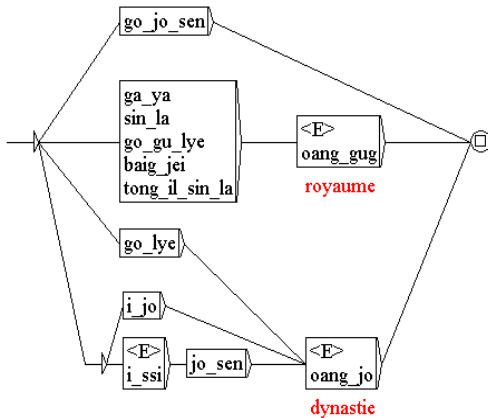 go_jo_sen
ga_ya
sin_la
go_gu_lye
baig_jei
tong_il_sin_la
<E>
oang_gug
royaume
go_lye
i_jo
<E>
i_ssi
jo_sen
<E>
oang_jo
dynastie